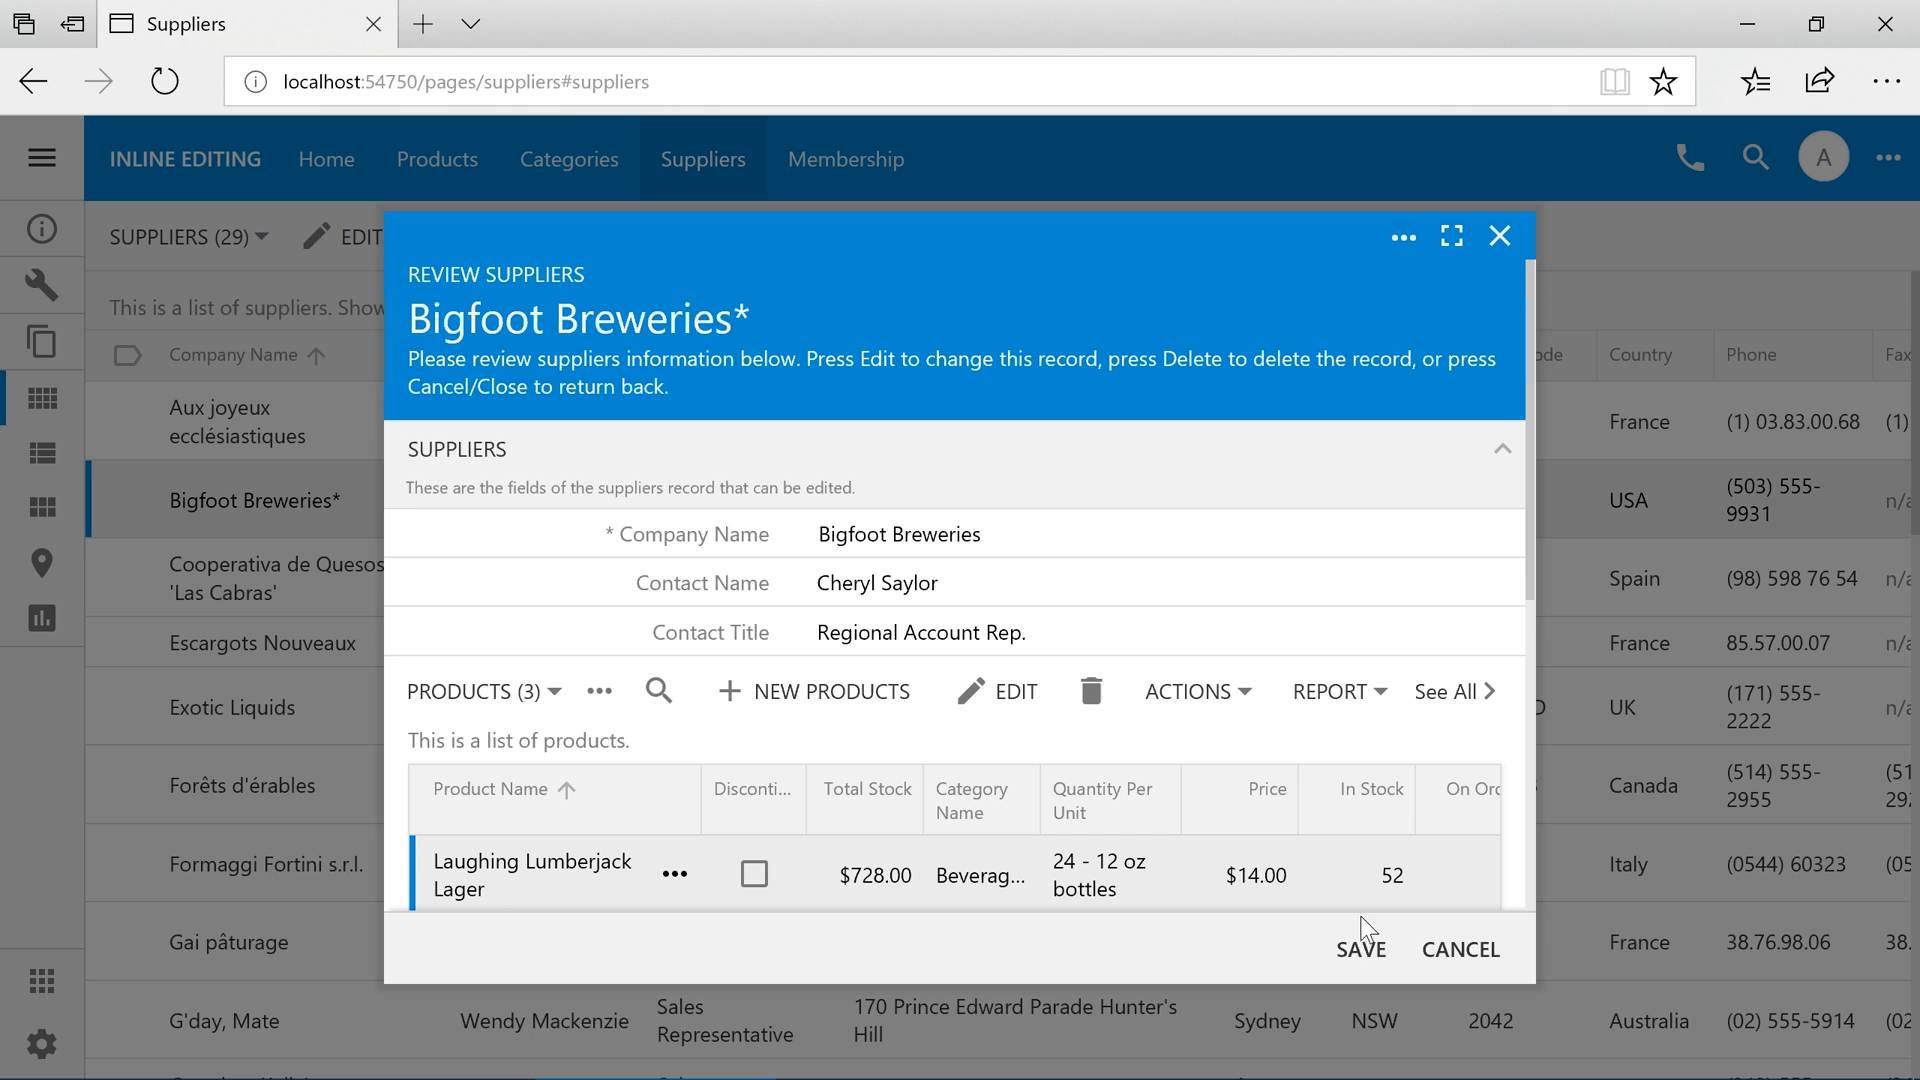 Suppliers
localhost:54750/pages/suppliers#suppliers
INLINE EDITING Home Products Categories Suppliers Membership A
SUPPLIERS (29) EDIT
This is a list of suppliers. Show
Company Name Country Phone Fax
Aux joyeux
ecclésiastiques France (1) 03.83.00.68 (1)
Bigfoot Breweries* USA (503) 555-
9931
Cooperativa de Quesos
'Las Cabras' Spain (98) 598 76 54
Escargots Nouveaux France 85.57.00.07
Exotic Liquids UK (171) 555-
2222
Forêts d'érables Canada (514) 555-
2955
Formaggi Fortini s.r.l. Italy (0544) 60323
Gai pâturage France 38.76.98.06 38.
G'day, Mate Wendy Mackenzie Sales
Representative 170 Prince Edward Parade Hunter's
Hill Sydney NSW 2042 Australia (02) 555-5914 (02
REVIEW SUPPLIERS
Bigfoot Breweries*
Please review suppliers information below. Press Edit to change this record, press Delete to delete the record, or press
Cancel/Close to return back.
SUPPLIERS
These are the fields of the suppliers record that can be edited.
* Company Name Bigfoot Breweries
Contact Name Cheryl Saylor
Contact Title Regional Account Rep.
PRODUCTS (3) NEW PRODUCTS EDIT ACTIONS REPORT See All
This is a list of products.
Product Name Disconti... Total Stock Category
Name Quantity Per
Unit Price In Stock On Ord
Laughing Lumberjack
Lager $728.00 Beverag... 24 - 12 oz
bottles $14.00 52
SAVE CANCEL